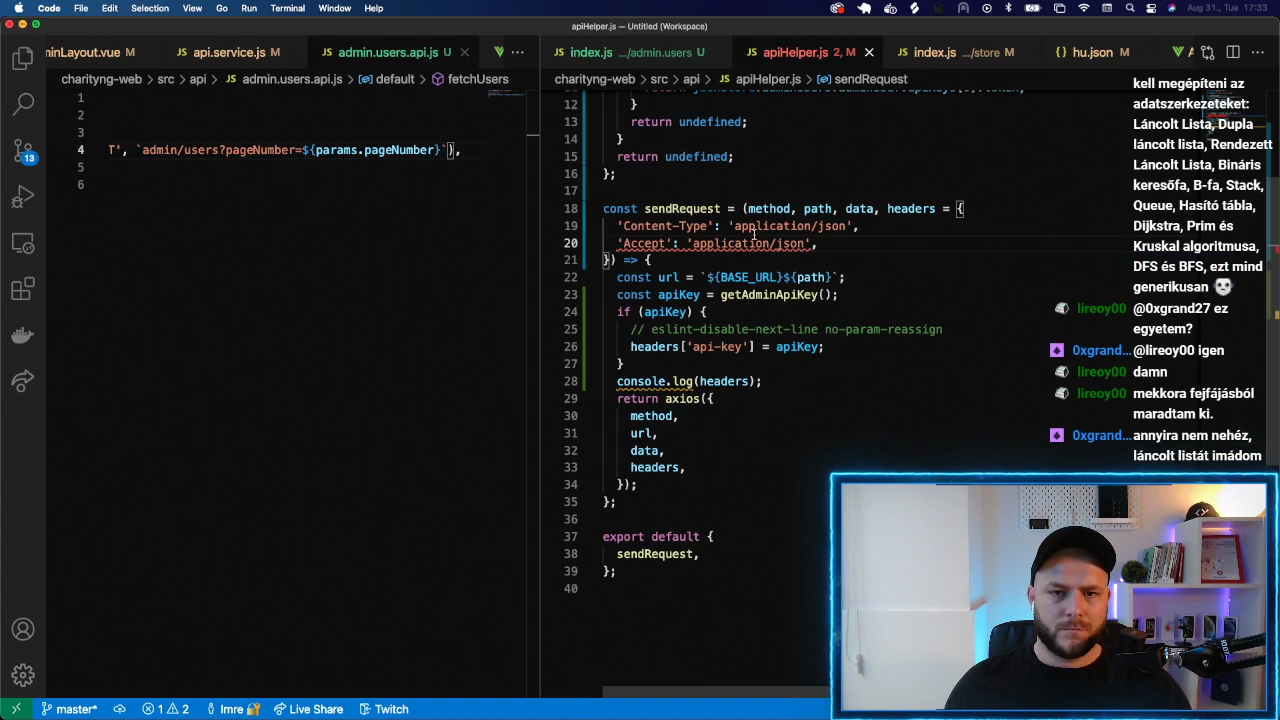 Code File Edit Selection View Go Run Terminal Window Help
Aug 31., Tue 17:33
apiHelper.js — Untitled (Workspace)
minLayout.vue M
api.service.js M
admin.users.api.js U
index.js .../admin.users U
apiHelper.js 2, M
index.js .../store M
hu.json M
charityng-web > src > api > admin.users.api.js > default > fetchUsers
charityng-web > src > api > apiHelper.js > sendRequest
1
2
3
4 T', `admin/users?pageNumber=${params.pageNumber}`),
5
6
12 }
13 return undefined;
14 }
15 return undefined;
16 };
17
18 const sendRequest = (method, path, data, headers = {
19 'Content-Type': 'application/json',
20 'Accept': 'application/json',
21 }) => {
22 const url = `${BASE_URL}${path}`;
23 const apiKey = getAdminApiKey();
24 if (apiKey) {
25 // eslint-disable-next-line no-param-reassign
26 headers['api-key'] = apiKey;
27 }
28 console.log(headers);
29 return axios({
30 method,
31 url,
32 data,
33 headers,
34 });
35 };
36
37 export default {
38 sendRequest,
39 };
40
kell megépíteni az
adatszerkezeteket:
Láncolt Lista, Dupla
láncolt lista, Rendezett
Láncolt Lista, Bináris
keresőfa, B-fa, Stack,
Queue, Hasító tábla,
Dijkstra, Prim és
Kruskal algoritmusa,
DFS és BFS, ezt mind
generikusan
lireoy00 @0xgrand27 ez
egyetem?
0xgrand... @lireoy00 igen
lireoy00 damn
lireoy00 mekkora fejfájásból
maradtam ki.
0xgrand... annyira nem nehéz,
láncolt listát imádom
13
master* 1 2 Imre Live Share Twitch